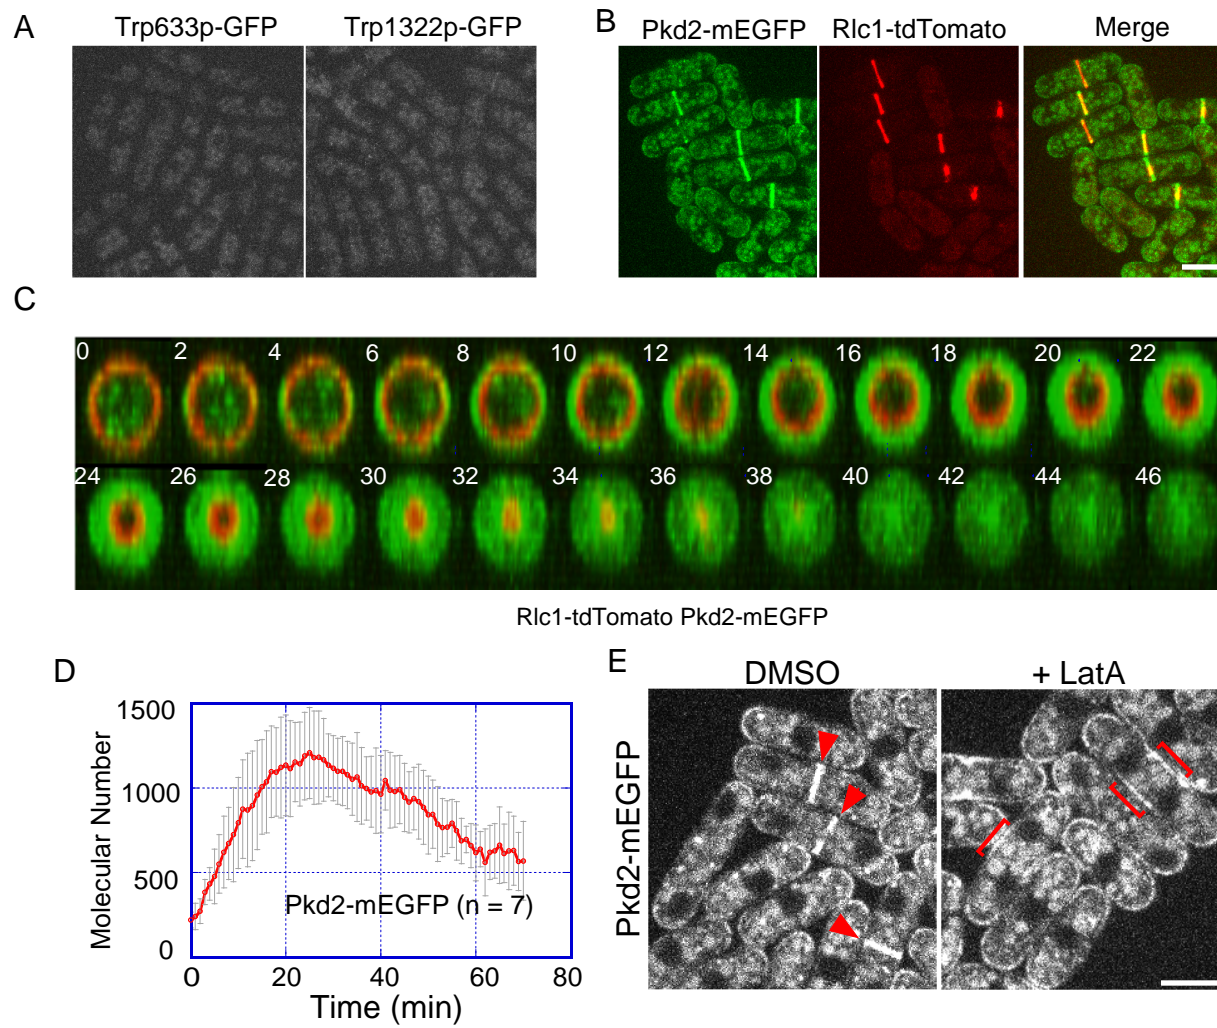 A
Trp633p-GFP Trp1322p-GFP
B
Pkd2-mEGFP Rlc1-tdTomato Merge
C
0 2 4 6 8 10 12 14 16 18 20 22
24 26 28 30 32 34 36 38 40 42 44 46
Rlc1-tdTomato Pkd2-mEGFP
D
Molecular Number
1500
1000
500
0
Pkd2-mEGFP (n = 7)
0 20 40 60 80
Time (min)
E
DMSO + LatA
Pkd2-mEGFP